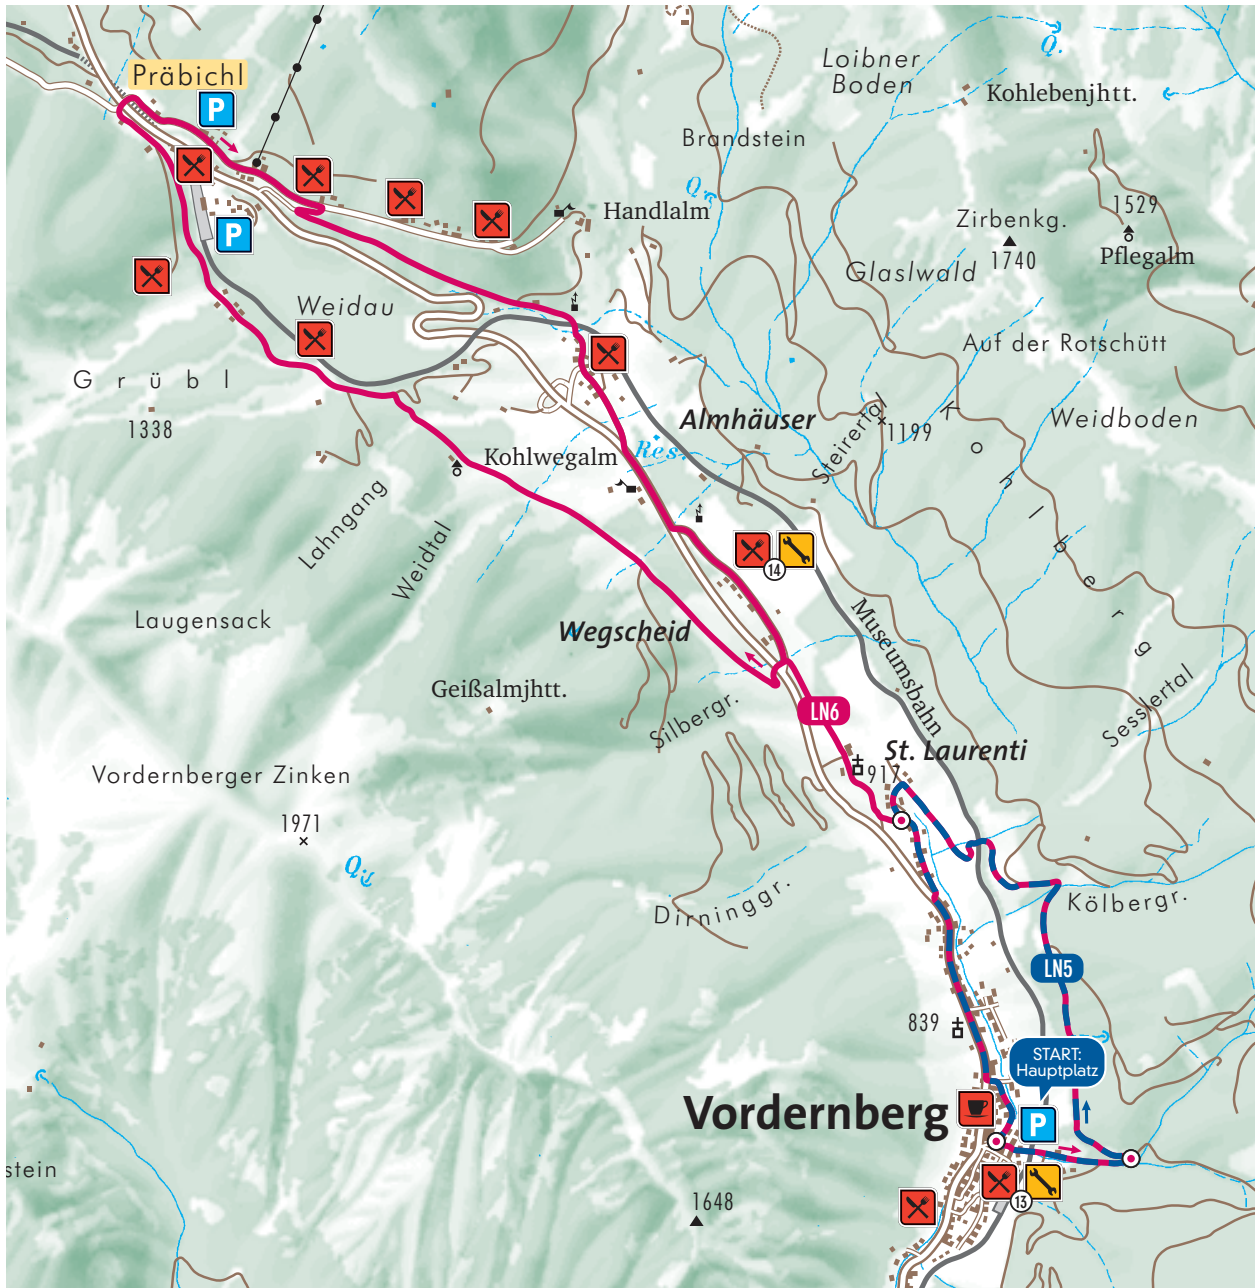 Präbichl
P
P
Loibner
Boden
Q.
Kohlebenjhtt.
Brandstein
Q.
Handlalm
Zirbenkg.
1740
1529
Pflegalm
Glaslwald
Weidau
Auf der Rotschütt
Grübl
1338
Almhäuser
Steirertal
1199
Kohlberg
Weidboden
Kohlwegalm
Res.
Lahngang
Weidtal
14
Laugensack
Wegscheid
Museumsbahn
Geißalmjhtt.
Silbergr.
Sesslertal
LN6
St. Laurenti
917
Vordernberger Zinken
1971
Q.
Dirninggr.
Kölbergr.
LN5
839
START:
Hauptplatz
Vordernberg
P
stein
1648
13